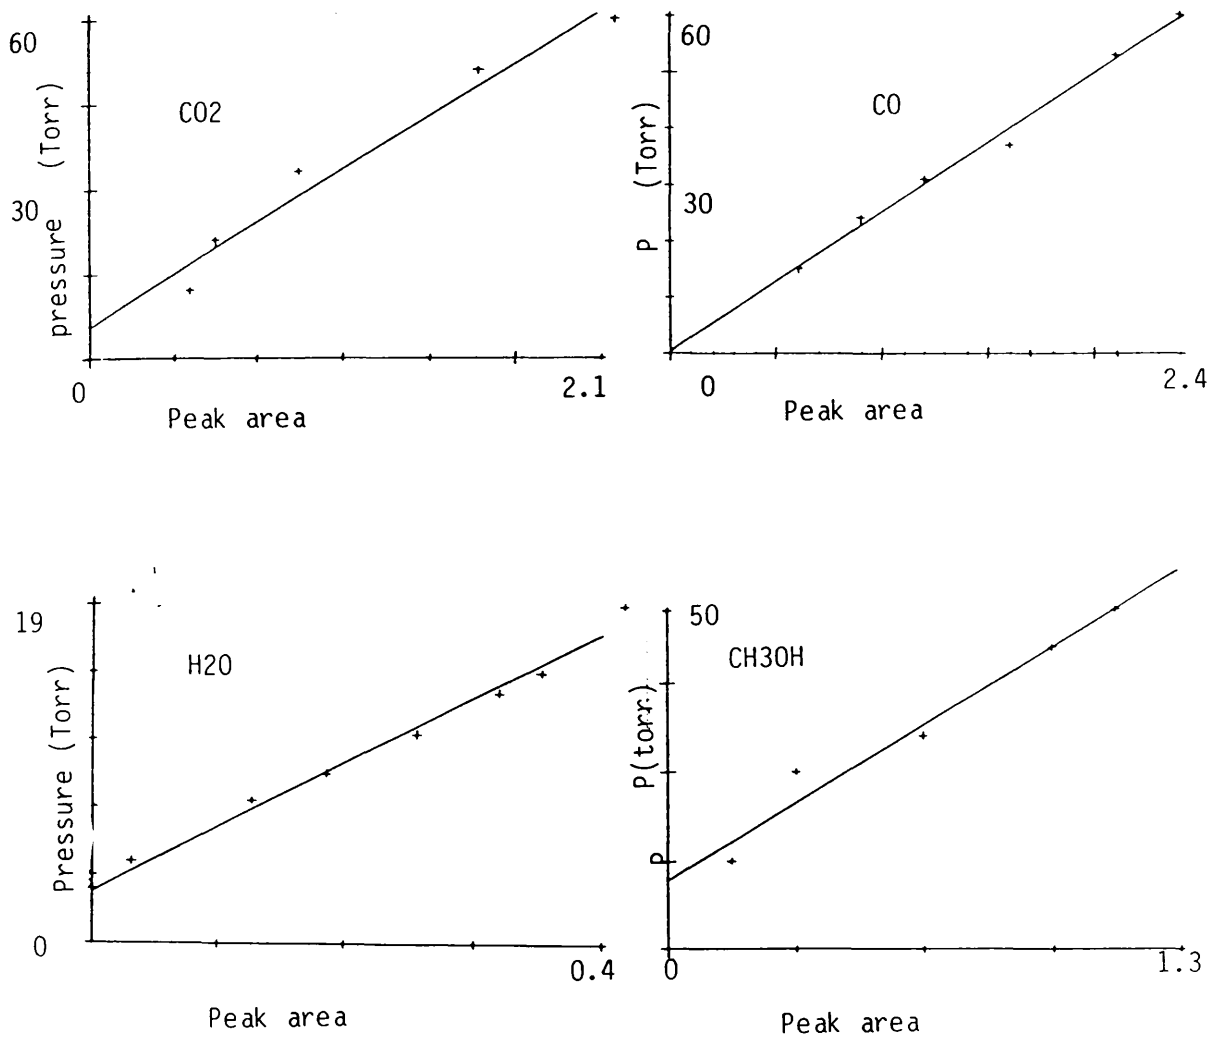 60
pressure (Torr)
CO2
30
0
2.1
Peak area
60
P (Torr)
CO
30
0
2.4
Peak area
19
Pressure (Torr)
H2O
0
0.4
Peak area
50
P P(torr)
CH3OH
0
1.3
Peak area